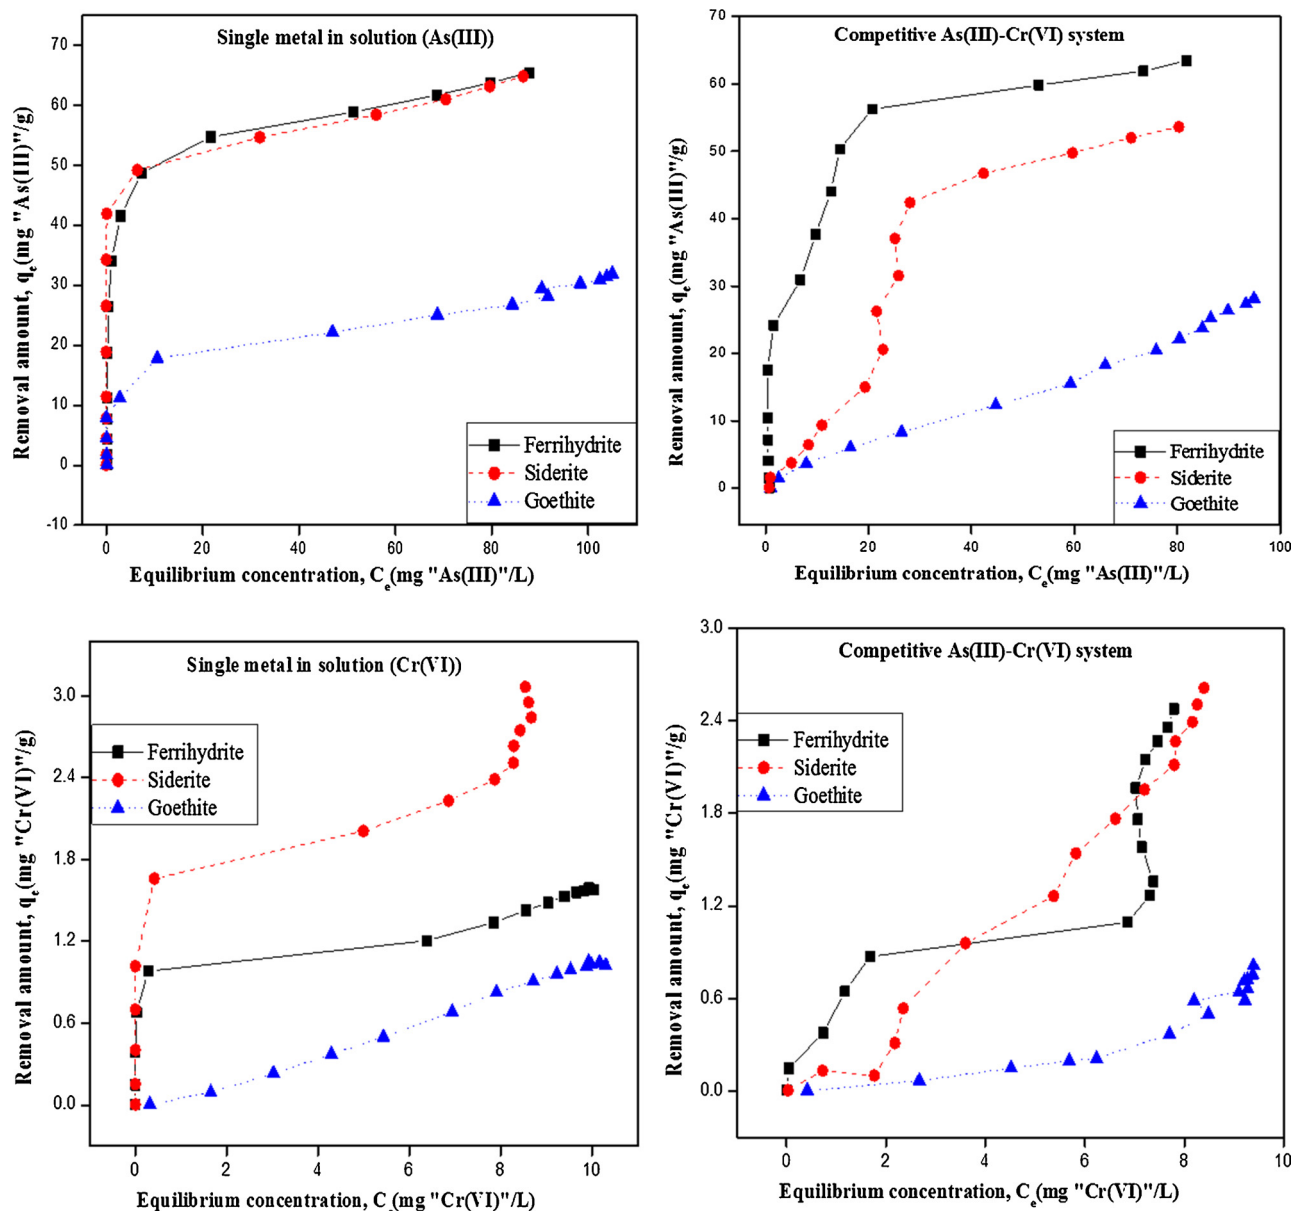 Single metal in solution (As(III))
Removal amount, qe(mg "As(III)"/g)
70
60
50
40
30
20
10
0
-10
Ferrihydrite
Siderite
Goethite
0 20 40 60 80 100
Equilibrium concentration, Ce(mg "As(III)"/L)
Competitive As(III)-Cr(VI) system
Removal amount, qe(mg "As(III)"/g)
70
60
50
40
30
20
10
0
Ferrihydrite
Siderite
Goethite
0 20 40 60 80 100
Equilibrium concentration, Ce(mg "As(III)"/L)
Single metal in solution (Cr(VI))
Removal amount, qe(mg "Cr(VI)"/g)
3.0
2.4
1.8
1.2
0.6
0.0
Ferrihydrite
Siderite
Goethite
0 2 4 6 8 10
Equilibrium concentration, Ce(mg "Cr(VI)"/L)
Competitive As(III)-Cr(VI) system
Removal amount, qe(mg "Cr(VI)"/g)
3.0
2.4
1.8
1.2
0.6
0.0
Ferrihydrite
Siderite
Goethite
0 2 4 6 8 10
Equilibrium concentration, Ce(mg "Cr(VI)"/L)